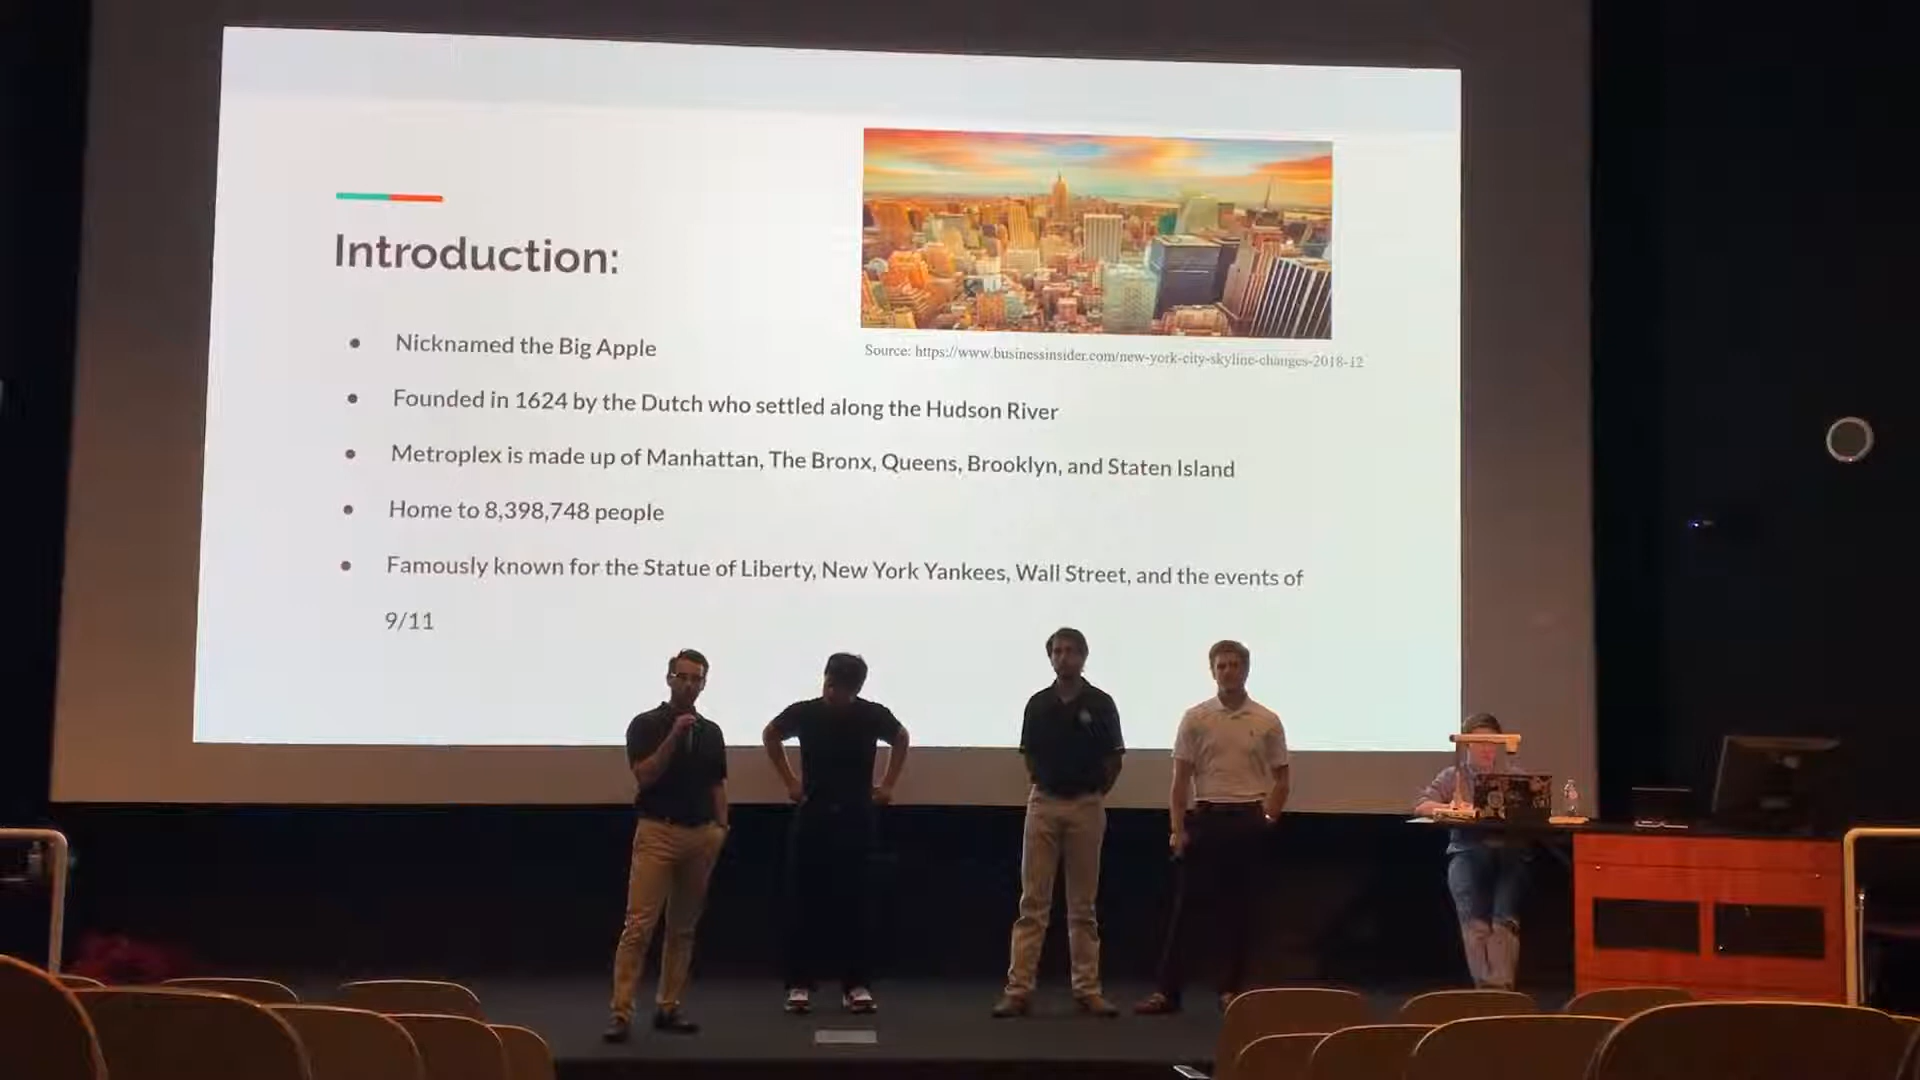 Introduction:
Source: https://www.businessinsider.com/new-york-city-skyline-changes-2018-12
● Nicknamed the Big Apple
● Founded in 1624 by the Dutch who settled along the Hudson River
● Metroplex is made up of Manhattan, The Bronx, Queens, Brooklyn, and Staten Island
● Home to 8,398,748 people
● Famously known for the Statue of Liberty, New York Yankees, Wall Street, and the events of
9/11